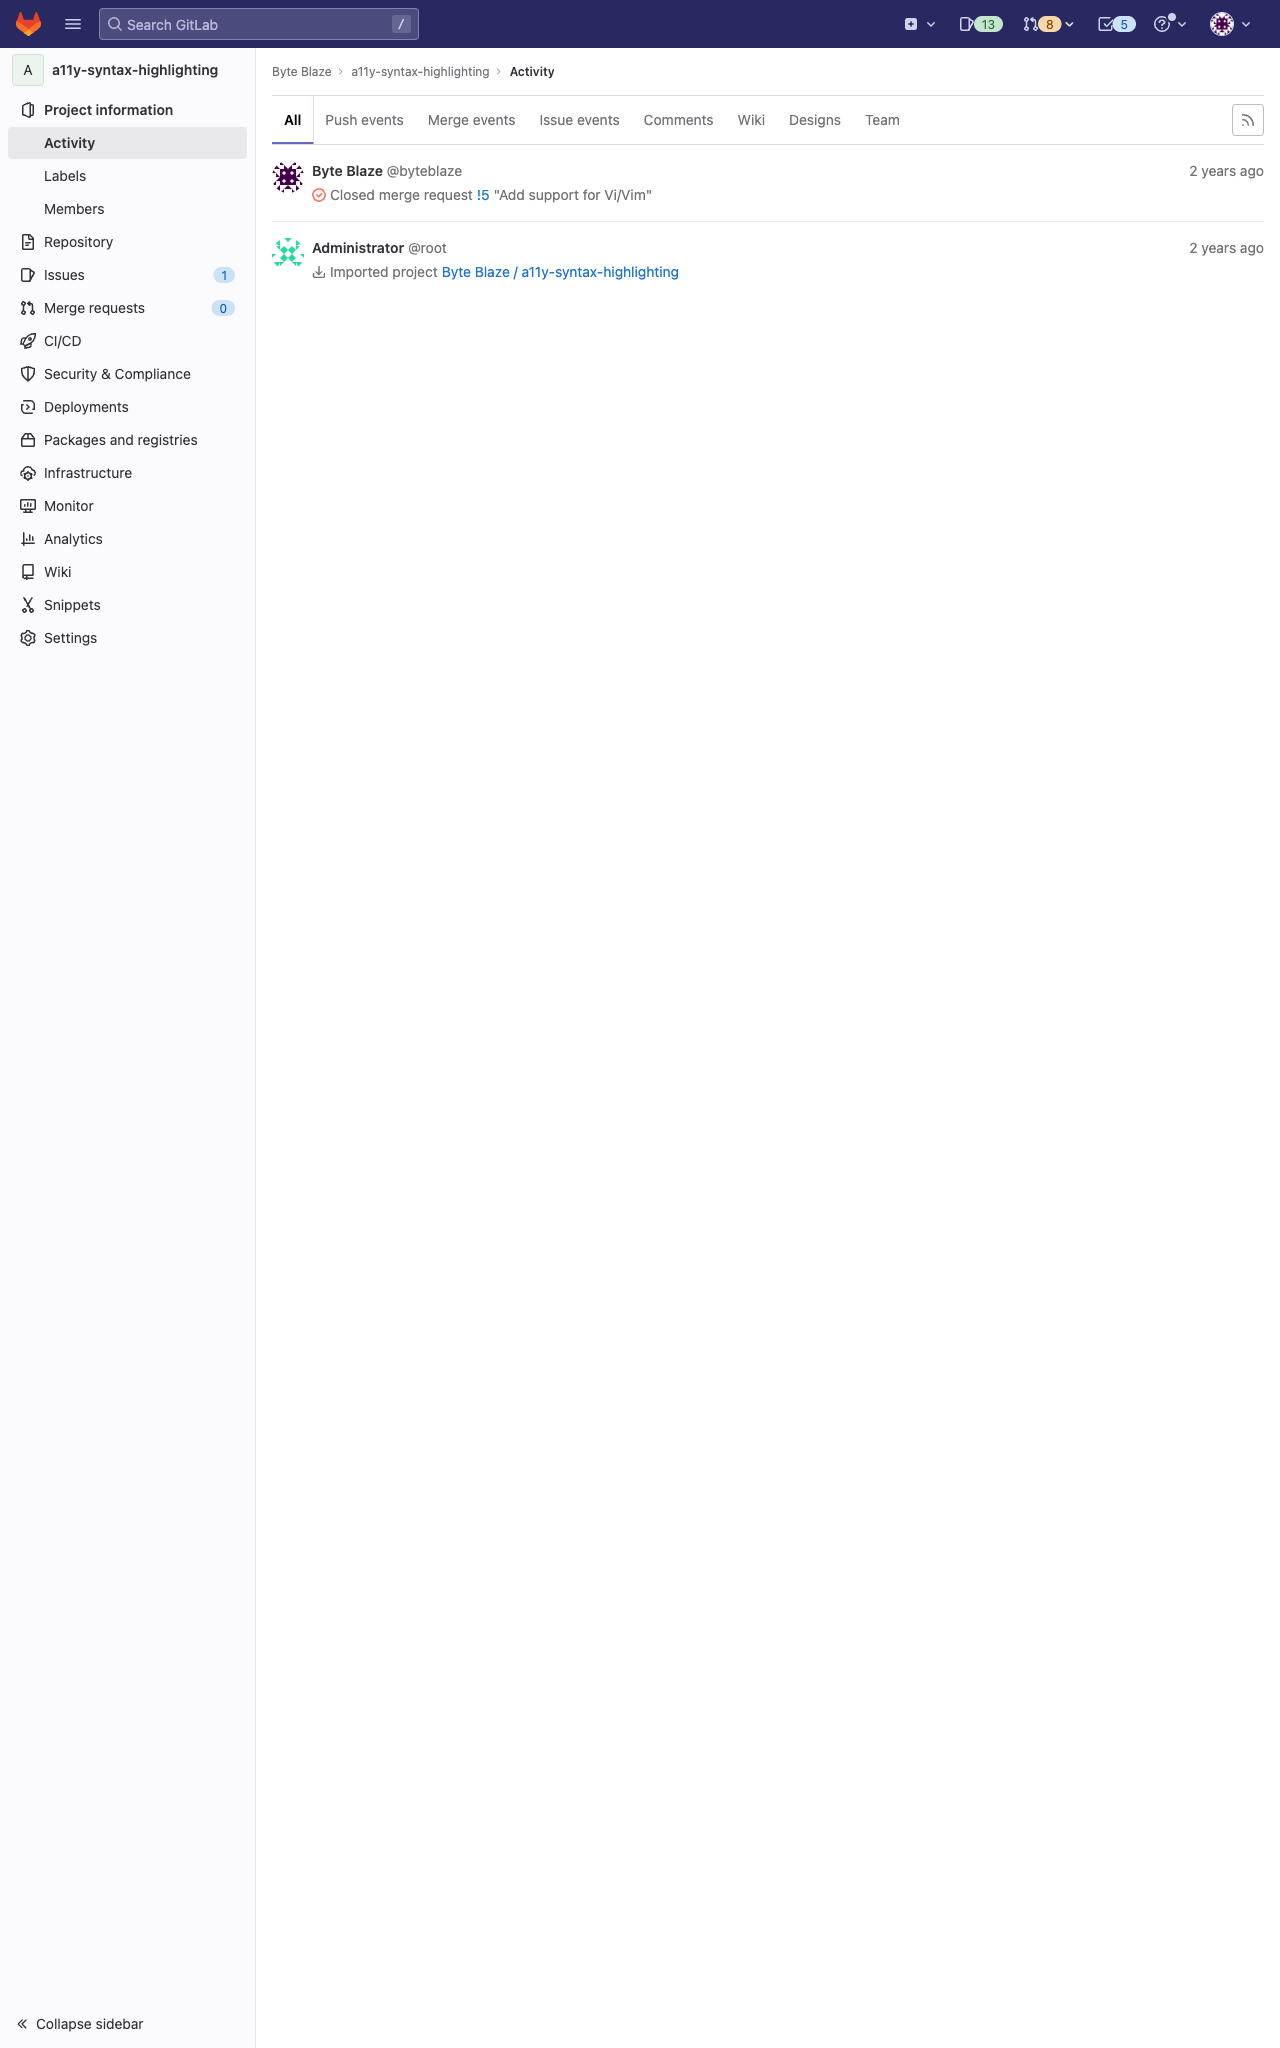 Search GitLab /
13
8
5
A a11y-syntax-highlighting
Project information
Activity
Labels
Members
Repository
Issues 1
Merge requests 0
CI/CD
Security & Compliance
Deployments
Packages and registries
Infrastructure
Monitor
Analytics
Wiki
Snippets
Settings
Collapse sidebar
Byte Blaze a11y-syntax-highlighting Activity
All Push events Merge events Issue events Comments Wiki Designs Team
Byte Blaze @byteblaze 2 years ago
Closed merge request !5 "Add support for Vi/Vim"
Administrator @root 2 years ago
Imported project Byte Blaze / a11y-syntax-highlighting